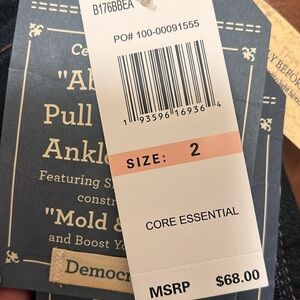 B176BBEA
PO# 100-00091555
1 93596 16936 4
SIZE: 2
CORE ESSENTIAL
MSRP $68.00
"Ab
Pull
Ankle
Featuring S
constr
"Mold &
and Boost Yo
Democr